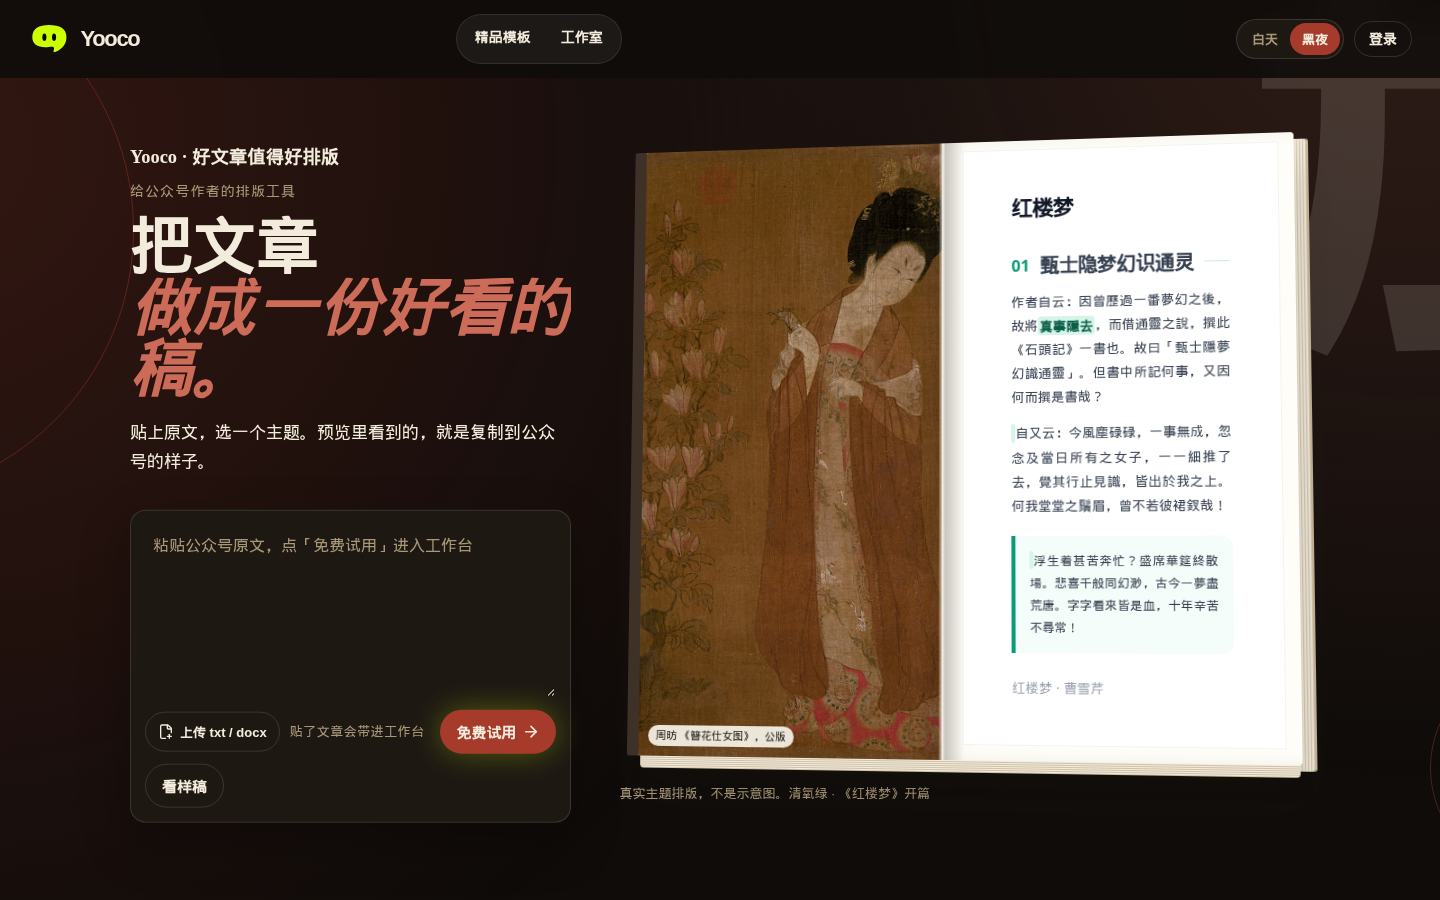 Yooco
精品模板
工作室
白天
黑夜
登录
Yooco · 好文章值得好排版
给公众号作者的排版工具
把文章
做成一份好看的
稿。
贴上原文，选一个主题。预览里看到的，就是复制到公众
号的样子。
粘贴公众号原文，点「免费试用」进入工作台
上传 txt / docx
贴了文章会带进工作台
免费试用
看样稿
周昉《簪花仕女图》，公版
红楼梦
01 甄士隐梦幻识通灵
作者自云：因曾歷過一番夢幻之後，
故將真事隱去，而借通靈之說，撰此
《石頭記》一書也。故曰「甄士隱夢
幻識通靈」。但書中所記何事，又因
何而撰是書哉？
自又云：今風塵碌碌，一事無成，忽
念及當日所有之女子，一一細推了
去，覺其行止見識，皆出於我之上。
何我堂堂之鬚眉，曾不若彼裙釵哉！
浮生着甚苦奔忙？盛席華筵終散
場。悲喜千般同幻渺，古今一夢盡
荒唐。字字看來皆是血，十年辛苦
不尋常！
红楼梦 · 曹雪芹
真实主题排版，不是示意图。清氧绿 · 《红楼梦》开篇